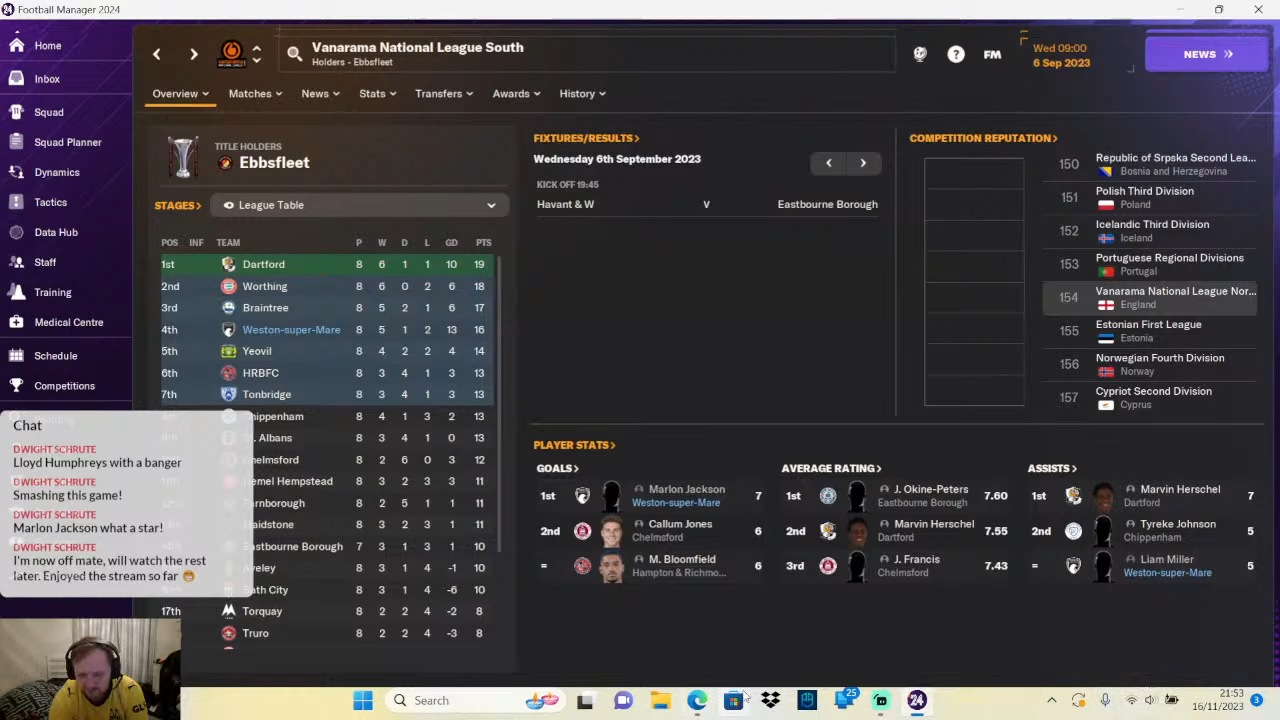 Football Manager 2024
Home
Inbox
Squad
Squad Planner
Dynamics
Tactics
Data Hub
Staff
Training
Medical Centre
Schedule
Competitions
Vanarama National League South
Holders - Ebbsfleet
Wed 09:00
6 Sep 2023
NEWS
FM
Overview
Matches
News
Stats
Transfers
Awards
History
TITLE HOLDERS
Ebbsfleet
STAGES>
League Table
POS INF TEAM P W D L GD PTS
1st Dartford 8 6 1 1 10 19
2nd Worthing 8 6 0 2 6 18
3rd Braintree 8 5 2 1 6 17
4th Weston-super-Mare 8 5 1 2 13 16
5th Yeovil 8 4 2 2 4 14
6th HRBFC 8 3 4 1 3 13
7th Tonbridge 8 3 4 1 3 13
Chippenham 8 4 1 3 2 13
St. Albans 8 3 4 1 0 13
Chelmsford 8 2 6 0 3 12
Hemel Hempstead 8 3 2 3 3 11
Farnborough 8 2 5 1 1 11
Maidstone 8 3 2 3 1 11
Eastbourne Borough 7 3 1 3 1 10
Aveley 8 3 1 4 -1 10
Bath City 8 3 1 4 -6 10
17th Torquay 8 2 2 4 -2 8
Truro 8 2 2 4 -3 8
FIXTURES/RESULTS>
Wednesday 6th September 2023
KICK OFF 19:45
Havant & W V Eastbourne Borough
COMPETITION REPUTATION>
150 Republic of Srpska Second Lea...
Bosnia and Herzegovina
151 Polish Third Division
Poland
152 Icelandic Third Division
Iceland
153 Portuguese Regional Divisions
Portugal
154 Vanarama National League Nor...
England
155 Estonian First League
Estonia
156 Norwegian Fourth Division
Norway
157 Cypriot Second Division
Cyprus
PLAYER STATS>
GOALS>
1st Marlon Jackson 7
Weston-super-Mare
2nd Callum Jones 6
Chelmsford
= M. Bloomfield 6
Hampton & Richmo...
AVERAGE RATING>
1st J. Okine-Peters 7.60
Eastbourne Borough
2nd Marvin Herschel 7.55
Dartford
3rd J. Francis 7.43
Chelmsford
ASSISTS>
1st Marvin Herschel 7
Dartford
2nd Tyreke Johnson 5
Chippenham
= Liam Miller 5
Weston-super-Mare
Chat
DWIGHT SCHRUTE
Lloyd Humphreys with a banger
DWIGHT SCHRUTE
Smashing this game!
DWIGHT SCHRUTE
Marlon Jackson what a star!
DWIGHT SCHRUTE
I'm now off mate, will watch the rest
later. Enjoyed the stream so far
Search
25
24
21:53
16/11/2023
3